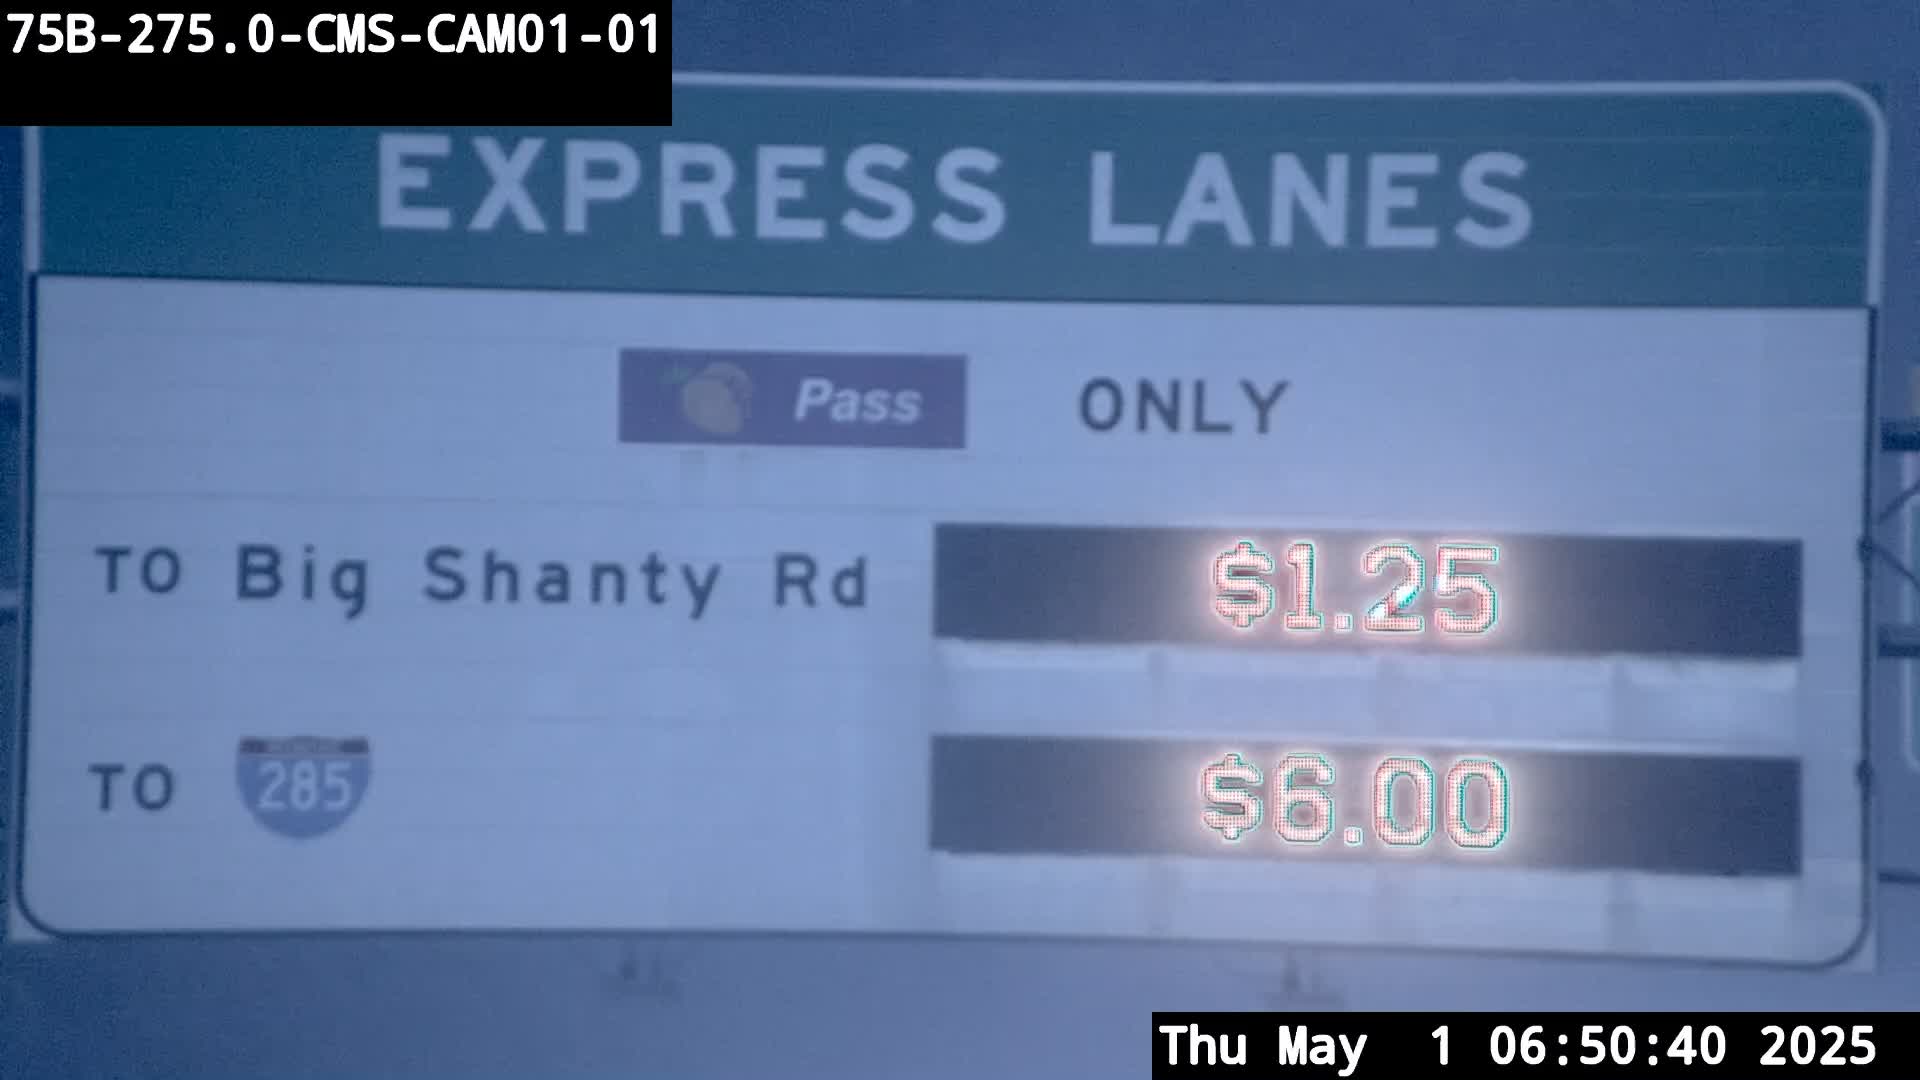 75B-275.0-CMS-CAM01-01
EXPRESS LANES
Pass ONLY
TO Big Shanty Rd $1.25
TO 285 $6.00
Thu May 1 06:50:40 2025